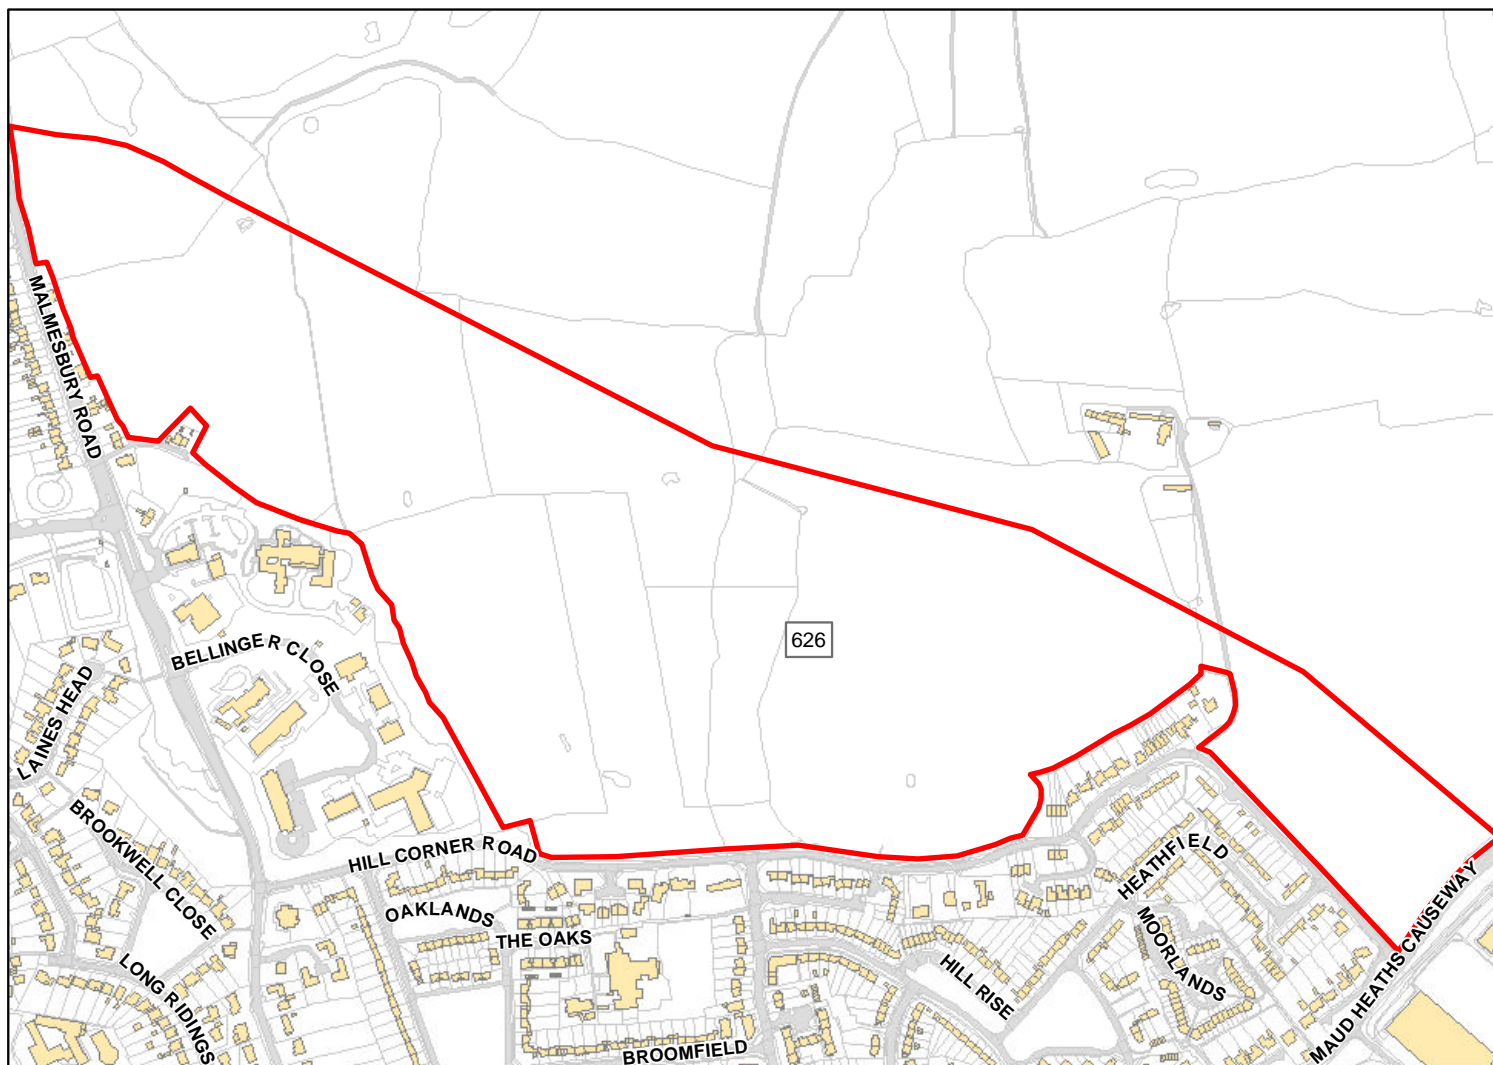 MALMESBURY ROAD
626
BELLINGER CLOSE
LAINES HEAD
BROOKWELL CLOSE
HILL CORNER ROAD
HEATHFIELD
OAKLANDS
THE OAKS
MOORLANDS
MAUD HEATHS CAUSEWAY
HILL RISE
LONG RIDINGS
BROOMFIELD